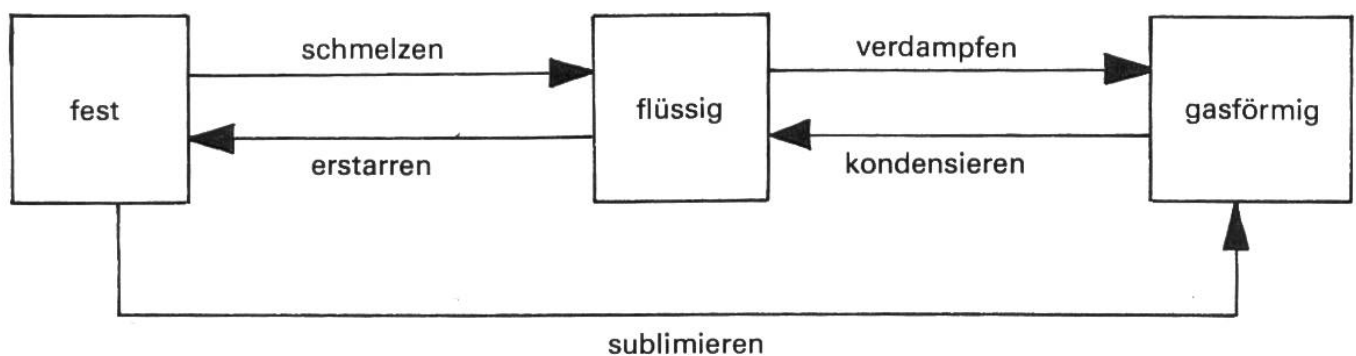 schmelzen
verdampfen
fest
flüssig
gasförmig
erstarren
kondensieren
sublimieren